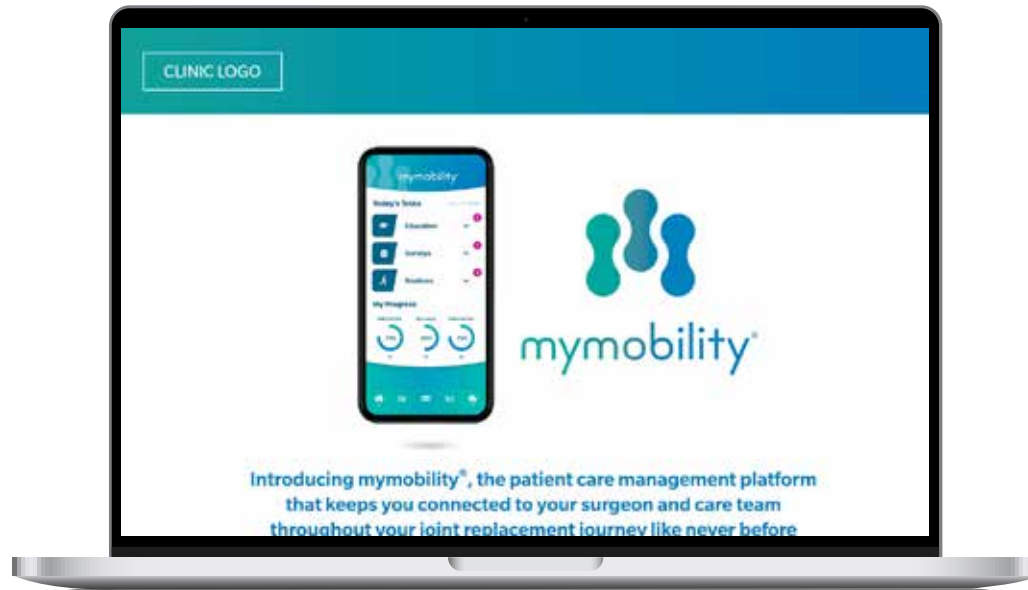 CLINIC LOGO
mymobility
Today's Tasks
Education
Surveys
Routines
My Progress
mymobility®
Introducing mymobility®, the patient care management platform
that keeps you connected to your surgeon and care team
throughout your joint replacement journey like never before